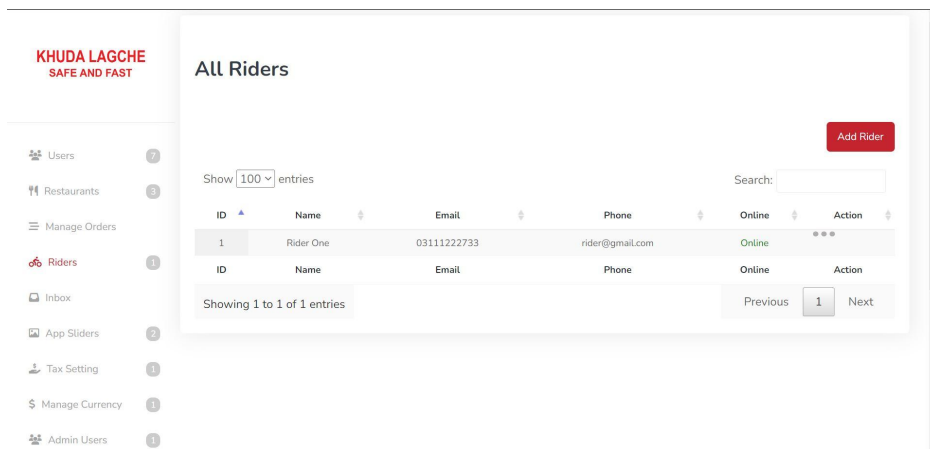 KHUDA LAGCHE
SAFE AND FAST
Users 7
Restaurants 3
Manage Orders
Riders 1
Inbox
App Sliders 2
Tax Setting 1
$ Manage Currency 1
Admin Users 1
All Riders
Add Rider
Show 100 entries
Search:
ID Name Email Phone Online Action
1 Rider One 03111222733 rider@gmail.com Online
ID Name Email Phone Online Action
Showing 1 to 1 of 1 entries
Previous 1 Next